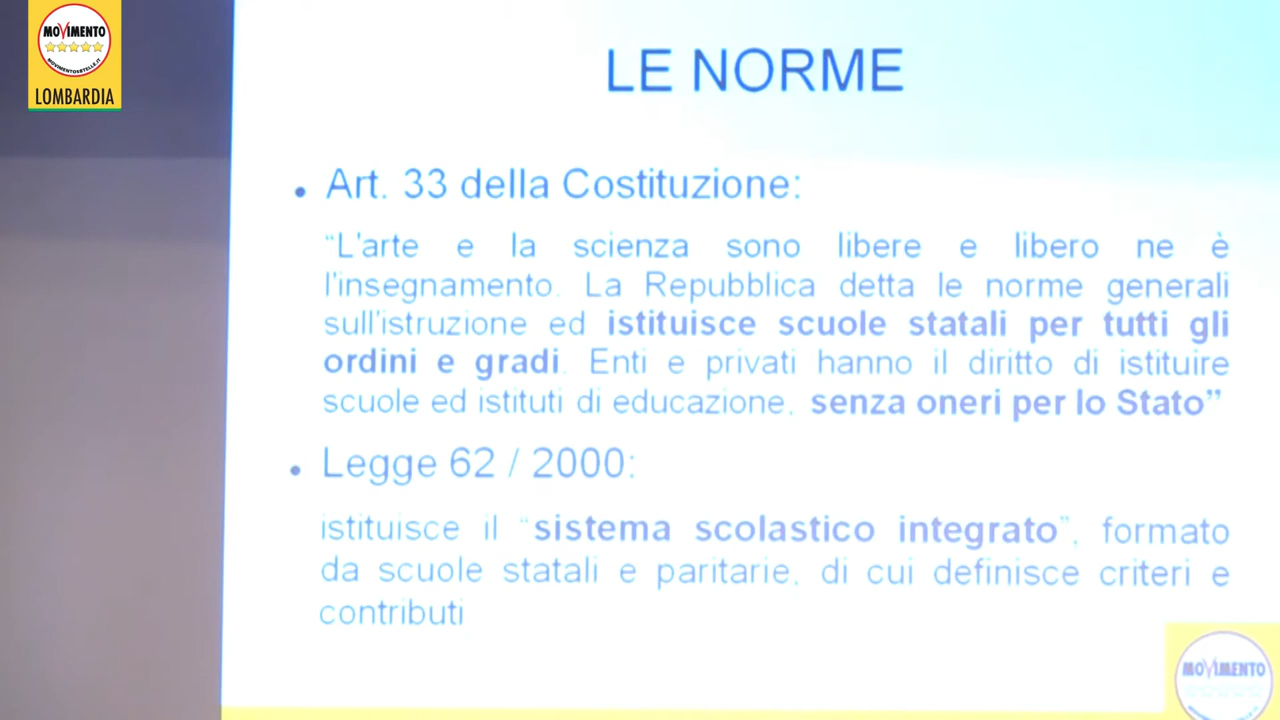 MOVIMENTO
MOVIMENTO5STELLE.IT
LOMBARDIA
LE NORME
• Art. 33 della Costituzione:
“L'arte e la scienza sono libere e libero ne è
l'insegnamento. La Repubblica detta le norme generali
sull'istruzione ed istituisce scuole statali per tutti gli
ordini e gradi. Enti e privati hanno il diritto di istituire
scuole ed istituti di educazione, senza oneri per lo Stato”
• Legge 62 / 2000:
istituisce il “sistema scolastico integrato”, formato
da scuole statali e paritarie, di cui definisce criteri e
contributi
MOVIMENTO